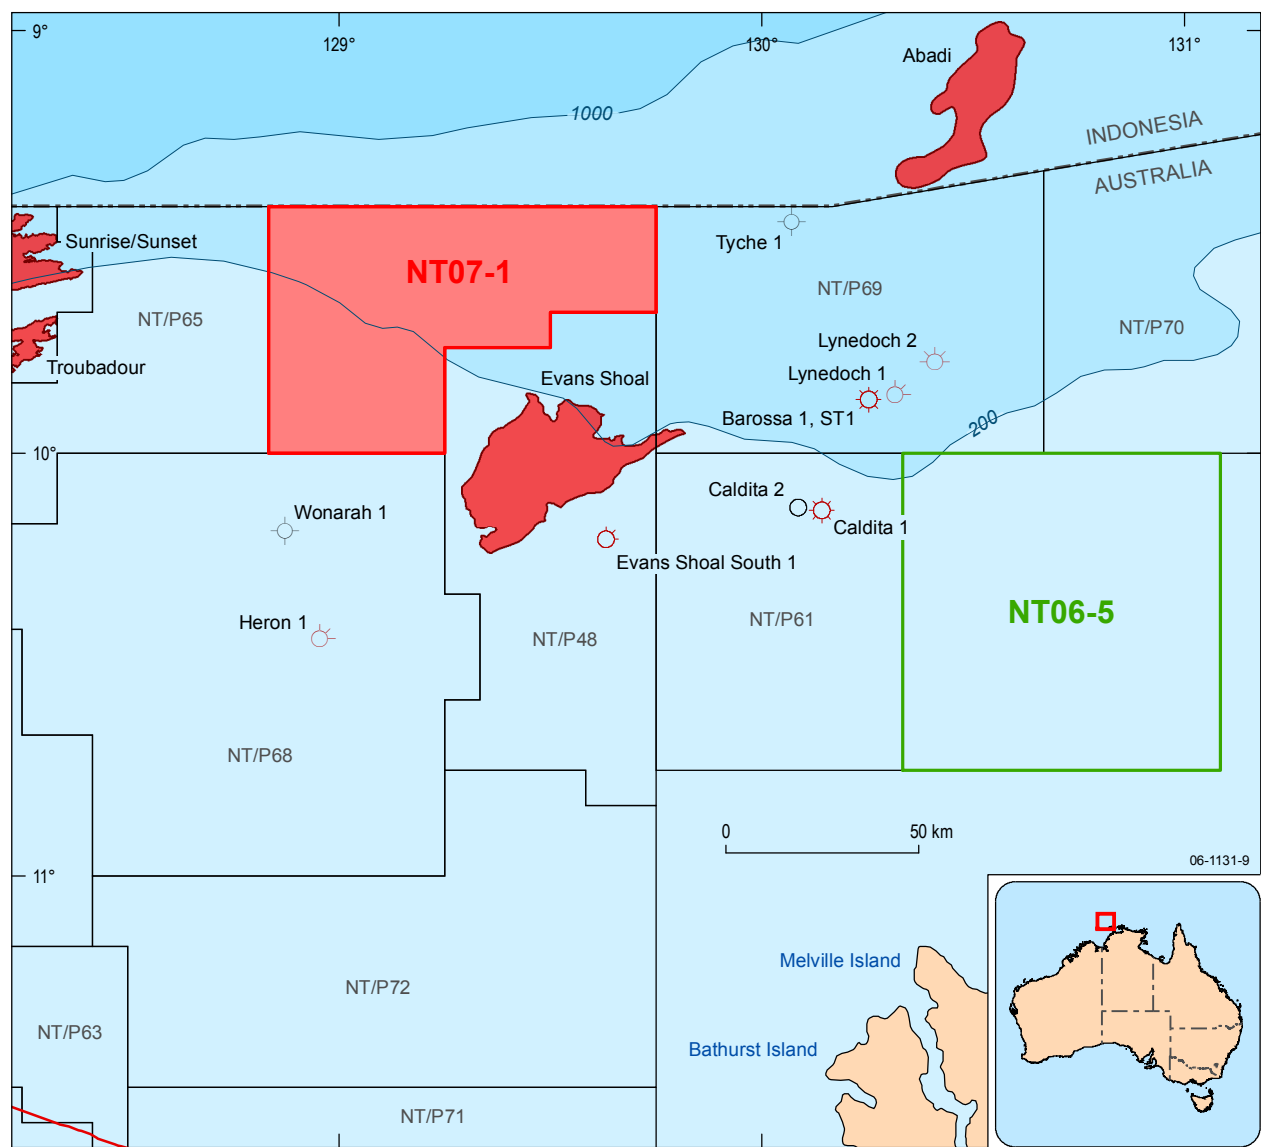 9°
129°
130°
131°
Abadi
1000
INDONESIA
AUSTRALIA
Sunrise/Sunset
Tyche 1
NT07-1
NT/P69
NT/P65
NT/P70
Lynedoch 2
Troubadour
Lynedoch 1
Evans Shoal
Barossa 1, ST1
200
10°
Caldita 2
Wonarah 1
Caldita 1
Evans Shoal South 1
NT06-5
Heron 1
NT/P48
NT/P61
NT/P68
0
50 km
06-1131-9
11°
Melville Island
NT/P72
NT/P63
Bathurst Island
NT/P71